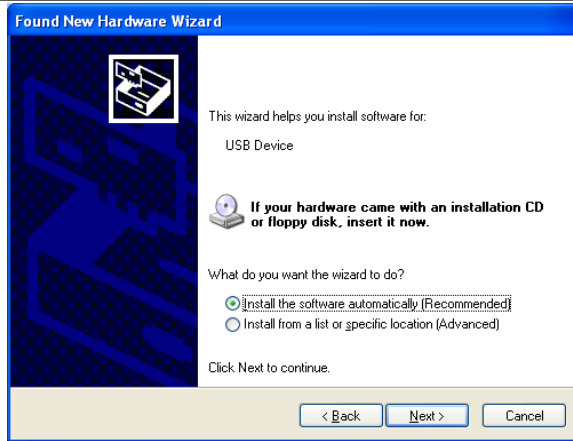 Found New Hardware Wizard
This wizard helps you install software for:
USB Device
If your hardware came with an installation CD
or floppy disk, insert it now.
What do you want the wizard to do?
Install the software automatically (Recommended)
Install from a list or specific location (Advanced)
Click Next to continue.
< Back Next > Cancel